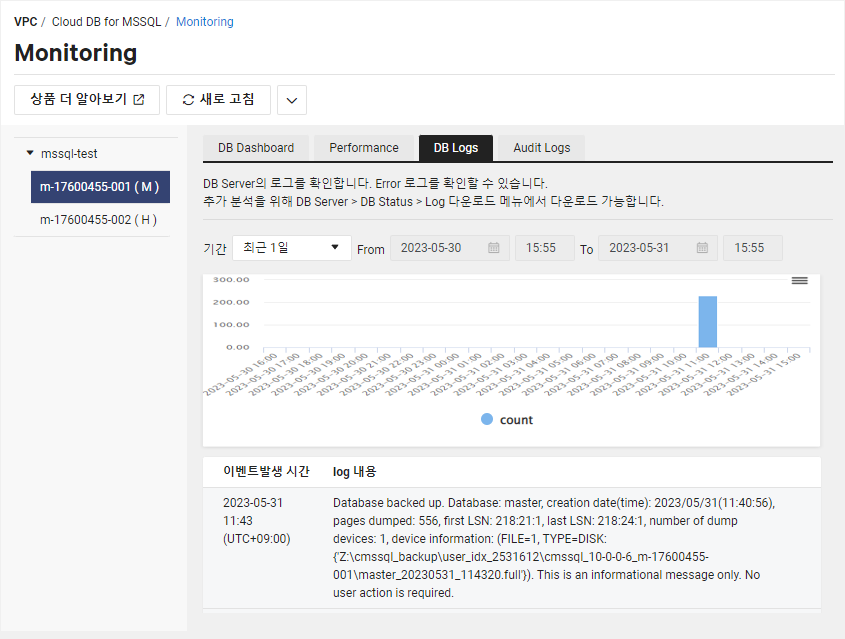 VPC / Cloud DB for MSSQL / Monitoring
Monitoring
상품 더 알아보기 새로 고침
mssql-test
m-17600455-001 ( M )
m-17600455-002 ( H )
DB Dashboard Performance DB Logs Audit Logs
DB Server의 로그를 확인합니다. Error 로그를 확인할 수 있습니다.
추가 분석을 위해 DB Server > DB Status > Log 다운로드 메뉴에서 다운로드 가능합니다.
기간 최근 1일 From 2023-05-30 15:55 To 2023-05-31 15:55
300.00
200.00
100.00
0.00
2023-05-30 16:00 2023-05-30 17:00 2023-05-30 18:00 2023-05-30 19:00 2023-05-30 20:00 2023-05-30 21:00 2023-05-30 22:00 2023-05-30 23:00 2023-05-31 00:00 2023-05-31 01:00 2023-05-31 02:00 2023-05-31 03:00 2023-05-31 04:00 2023-05-31 05:00 2023-05-31 06:00 2023-05-31 07:00 2023-05-31 08:00 2023-05-31 09:00 2023-05-31 10:00 2023-05-31 11:00 2023-05-31 12:00 2023-05-31 13:00 2023-05-31 14:00 2023-05-31 15:00
count
이벤트발생 시간 log 내용
2023-05-31
11:43
(UTC+09:00)
Database backed up. Database: master, creation date(time): 2023/05/31(11:40:56),
pages dumped: 556, first LSN: 218:21:1, last LSN: 218:24:1, number of dump
devices: 1, device information: (FILE=1, TYPE=DISK:
{'Z:\cmssql_backup\user_idx_2531612\cmssql_10-0-0-6_m-17600455-
001\master_20230531_114320.full'}). This is an informational message only. No
user action is required.